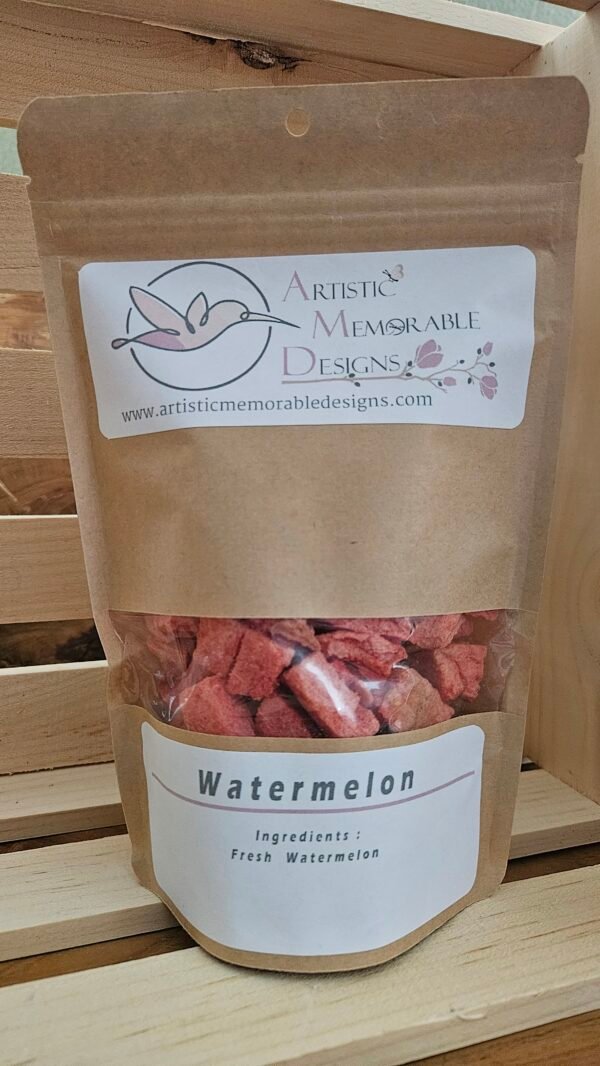 ARTISTIC
MEMORABLE
DESIGNS
www.artisticmemorabledesigns.com
Watermelon
Ingredients :
Fresh Watermelon